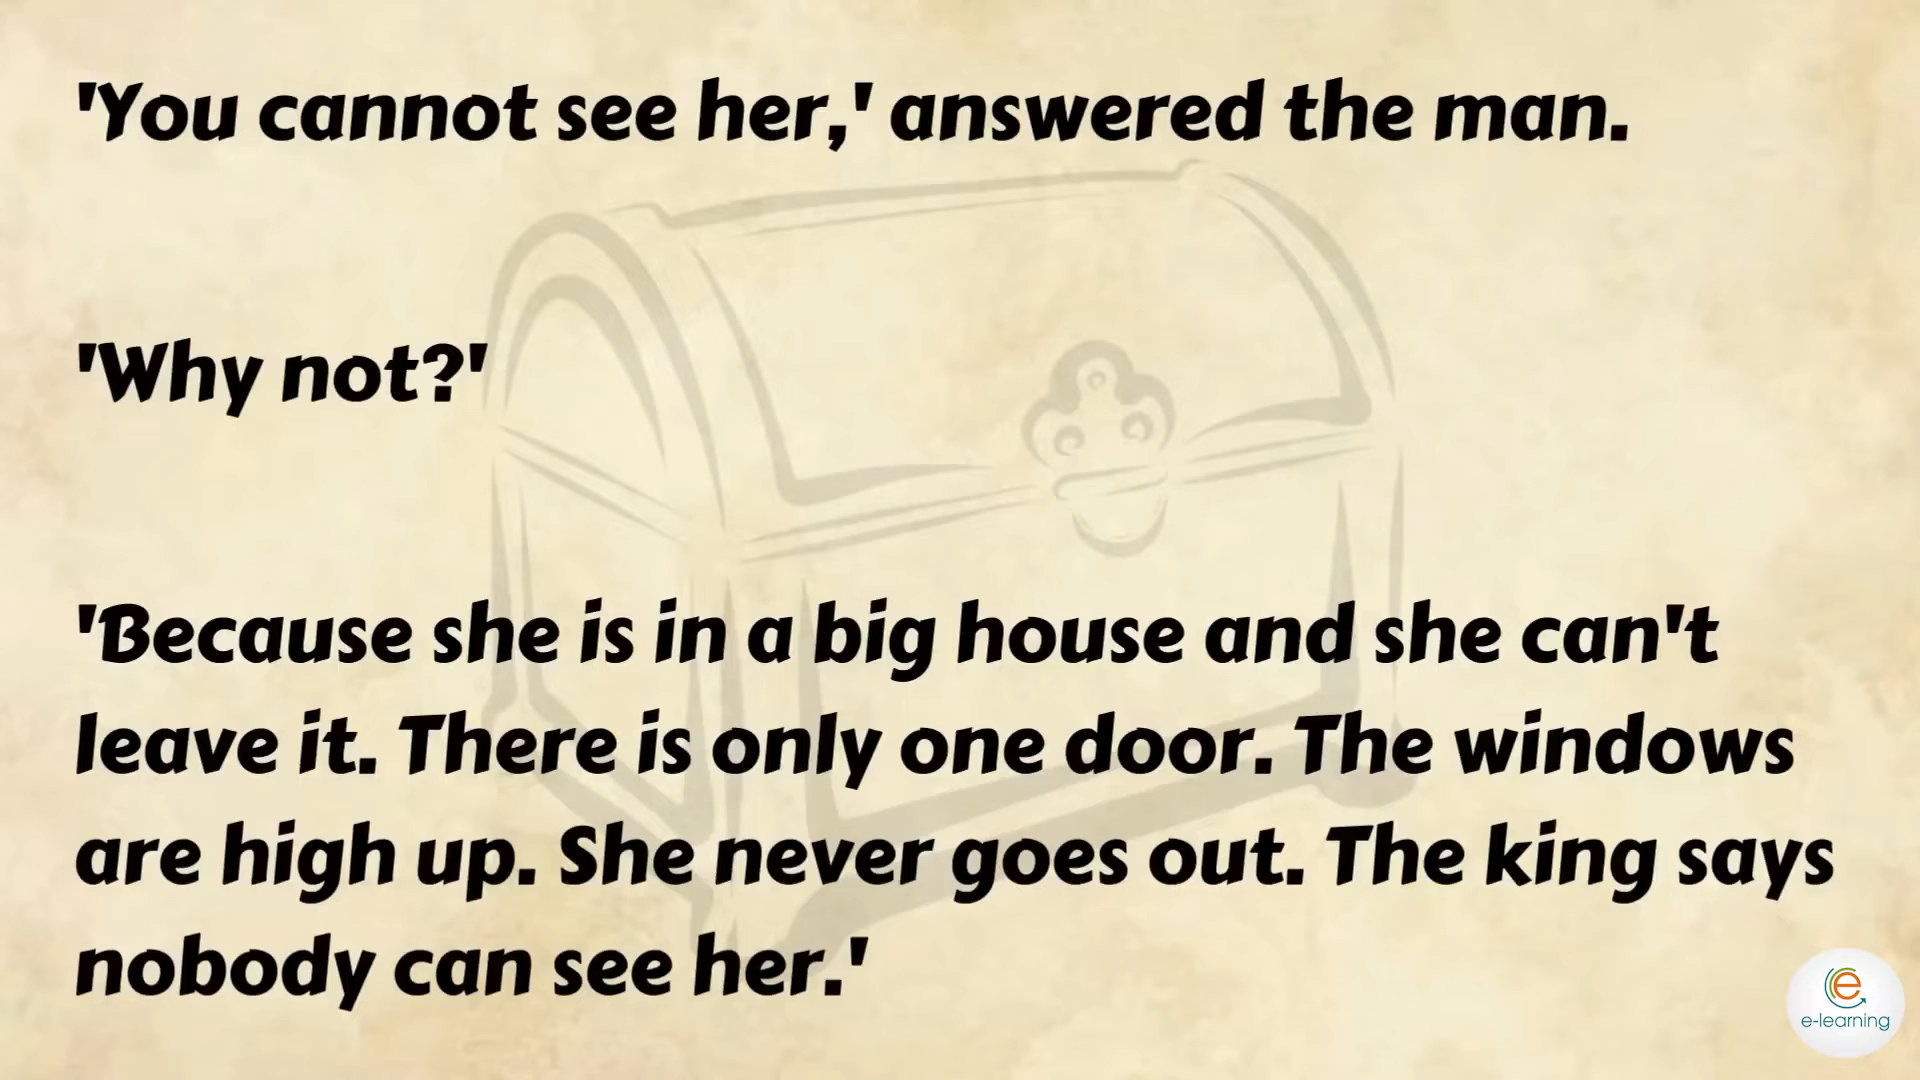 'You cannot see her,' answered the man.
'Why not?'
'Because she is in a big house and she can't
leave it. There is only one door. The windows
are high up. She never goes out. The king says
nobody can see her.'
e
e-learning